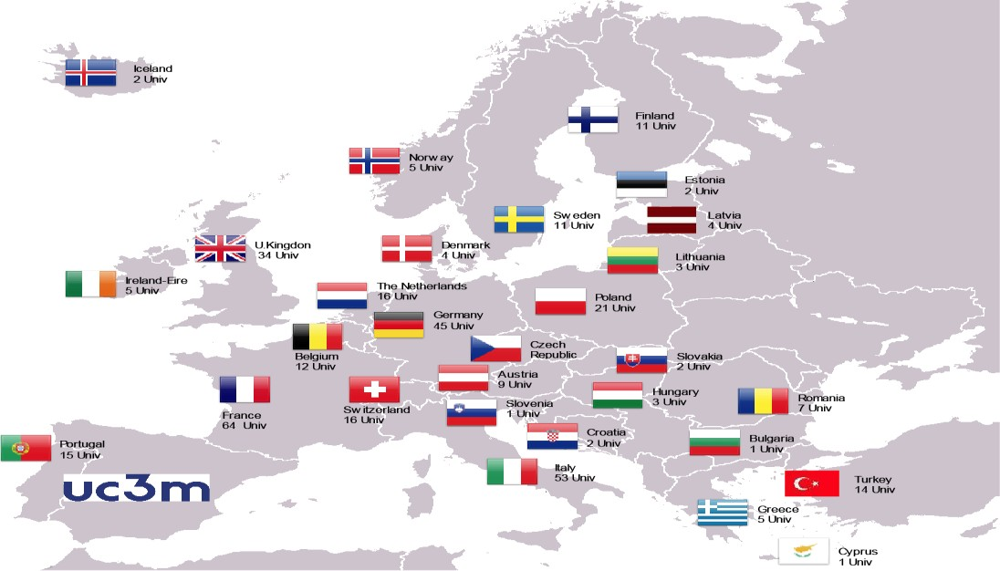 Iceland
2 Univ
Finland
11 Univ
Norway
5 Univ
Estonia
2 Univ
Sweden
11 Univ
Latvia
4 Univ
U.Kingdon
34 Univ
Denmark
4 Univ
Lithuania
3 Univ
Ireland-Eire
5 Univ
The Netherlands
16 Univ
Poland
21 Univ
Germany
45 Univ
Czech
Republic
Belgium
12 Univ
Slovakia
2 Univ
Austria
9 Univ
Hungary
3 Univ
Romania
7 Univ
France
64 Univ
Switzerland
16 Univ
Slovenia
1 Univ
Croatia
2 Univ
Bulgaria
1 Univ
Portugal
15 Univ
uc3m
Italy
53 Univ
Turkey
14 Univ
Greece
5 Univ
Cyprus
1 Univ